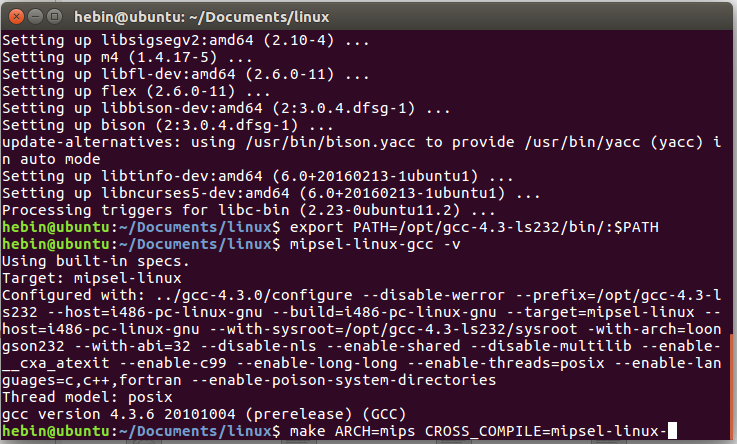 hebin@ubuntu: ~/Documents/linux
Setting up libsigsegv2:amd64 (2.10-4) ...
Setting up m4 (1.4.17-5) ...
Setting up libfl-dev:amd64 (2.6.0-11) ...
Setting up flex (2.6.0-11) ...
Setting up libbison-dev:amd64 (2:3.0.4.dfsg-1) ...
Setting up bison (2:3.0.4.dfsg-1) ...
update-alternatives: using /usr/bin/bison.yacc to provide /usr/bin/yacc (yacc) i
n auto mode
Setting up libtinfo-dev:amd64 (6.0+20160213-1ubuntu1) ...
Setting up libncurses5-dev:amd64 (6.0+20160213-1ubuntu1) ...
Processing triggers for libc-bin (2.23-0ubuntu11.2) ...
hebin@ubuntu:~/Documents/linux$ export PATH=/opt/gcc-4.3-ls232/bin/:$PATH
hebin@ubuntu:~/Documents/linux$ mipsel-linux-gcc -v
Using built-in specs.
Target: mipsel-linux
Configured with: ../gcc-4.3.0/configure --disable-werror --prefix=/opt/gcc-4.3-l
s232 --host=i486-pc-linux-gnu --build=i486-pc-linux-gnu --target=mipsel-linux --
host=i486-pc-linux-gnu --with-sysroot=/opt/gcc-4.3-ls232/sysroot -with-arch=loon
gson232 --with-abi=32 --disable-nls --enable-shared --disable-multilib --enable-
__cxa_atexit --enable-c99 --enable-long-long --enable-threads=posix --enable-lan
guages=c,c++,fortran --enable-poison-system-directories
Thread model: posix
gcc version 4.3.6 20101004 (prerelease) (GCC)
hebin@ubuntu:~/Documents/linux$ make ARCH=mips CROSS_COMPILE=mipsel-linux-